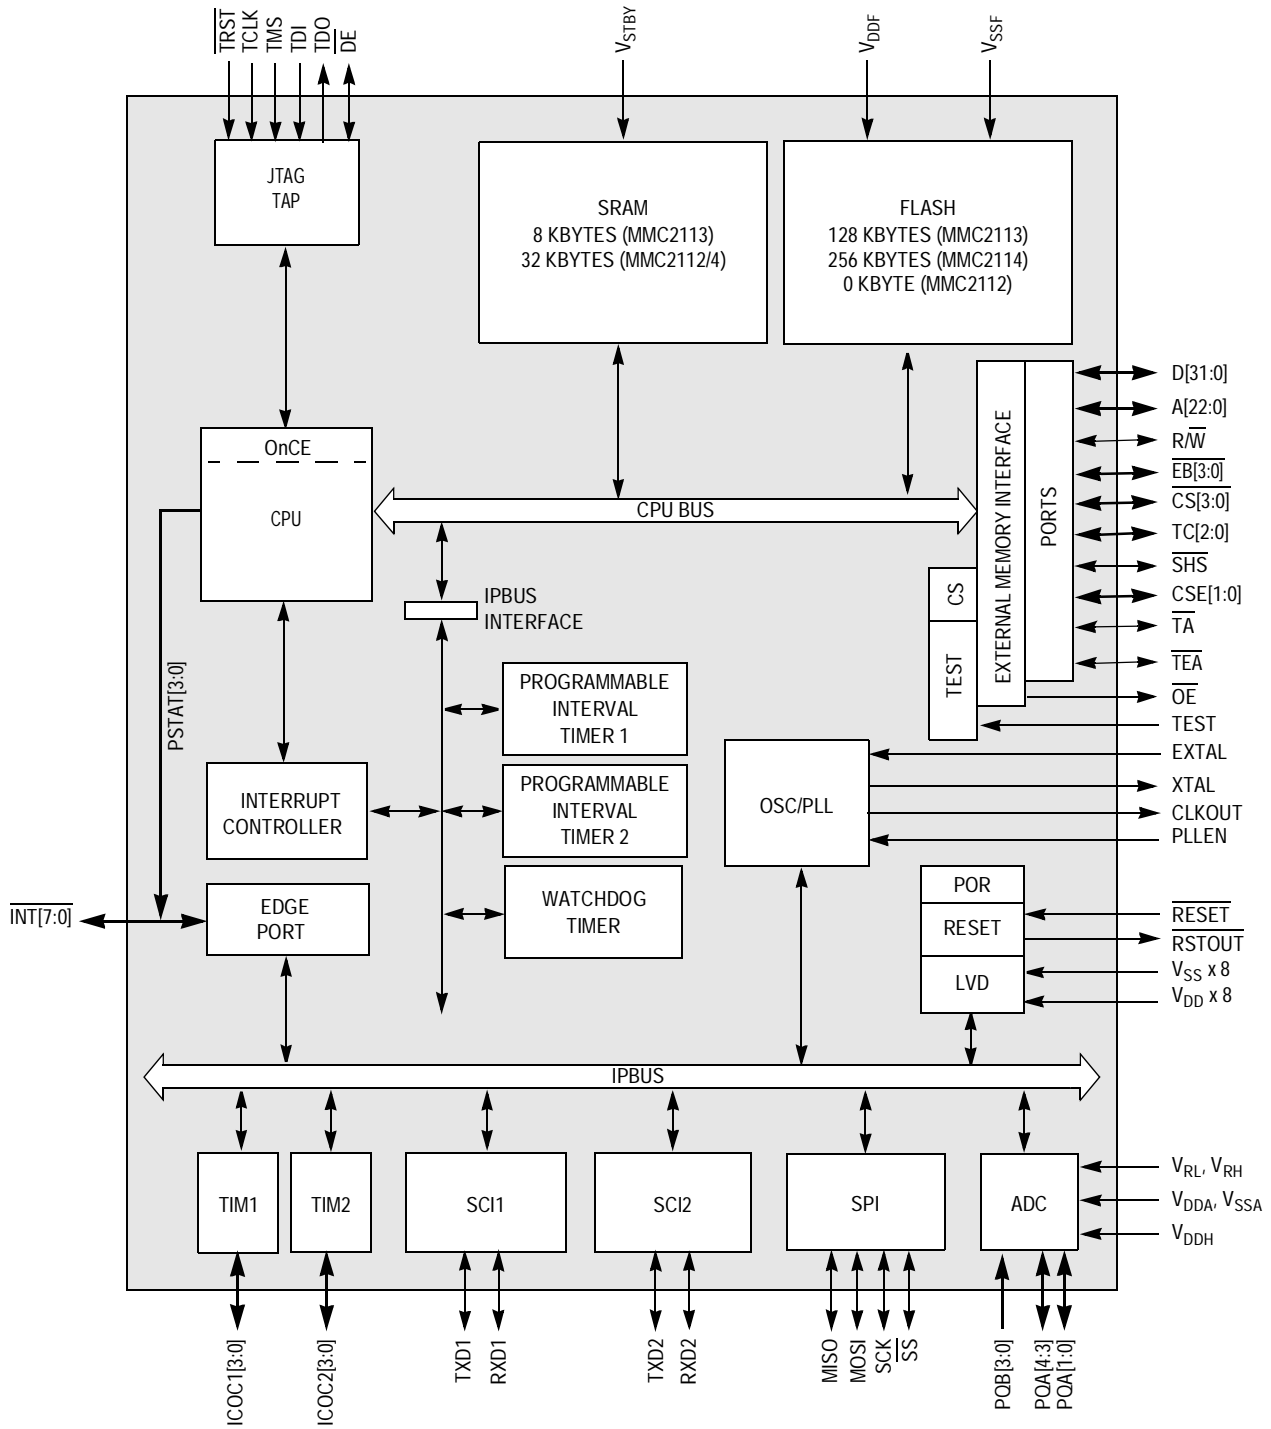 TRST
TCLK
TMS
TDI
TDO
DE
VSTBY
VDDF
VSSF
JTAG
TAP
SRAM
8 KBYTES (MMC2113)
32 KBYTES (MMC2112/4)
FLASH
128 KBYTES (MMC2113)
256 KBYTES (MMC2114)
0 KBYTE (MMC2112)
OnCE
CPU
CPU BUS
EXTERNAL MEMORY INTERFACE
PORTS
CS
TEST
D[31:0]
A[22:0]
R/W
EB[3:0]
CS[3:0]
TC[2:0]
SHS
CSE[1:0]
TA
TEA
OE
TEST
EXTAL
XTAL
CLKOUT
PLLEN
IPBUS
INTERFACE
PSTAT[3:0]
PROGRAMMABLE
INTERVAL
TIMER 1
PROGRAMMABLE
INTERVAL
TIMER 2
WATCHDOG
TIMER
INTERRUPT
CONTROLLER
OSC/PLL
INT[7:0]
EDGE
PORT
POR
RESET
LVD
RESET
RSTOUT
VSS x 8
VDD x 8
IPBUS
TIM1
TIM2
SCI1
SCI2
SPI
ADC
VRL, VRH
VDDA, VSSA
VDDH
ICOC1[3:0]
ICOC2[3:0]
TXD1
RXD1
TXD2
RXD2
MISO
MOSI
SCK
SS
PQB[3:0]
PQA[4:3]
PQA[1:0]